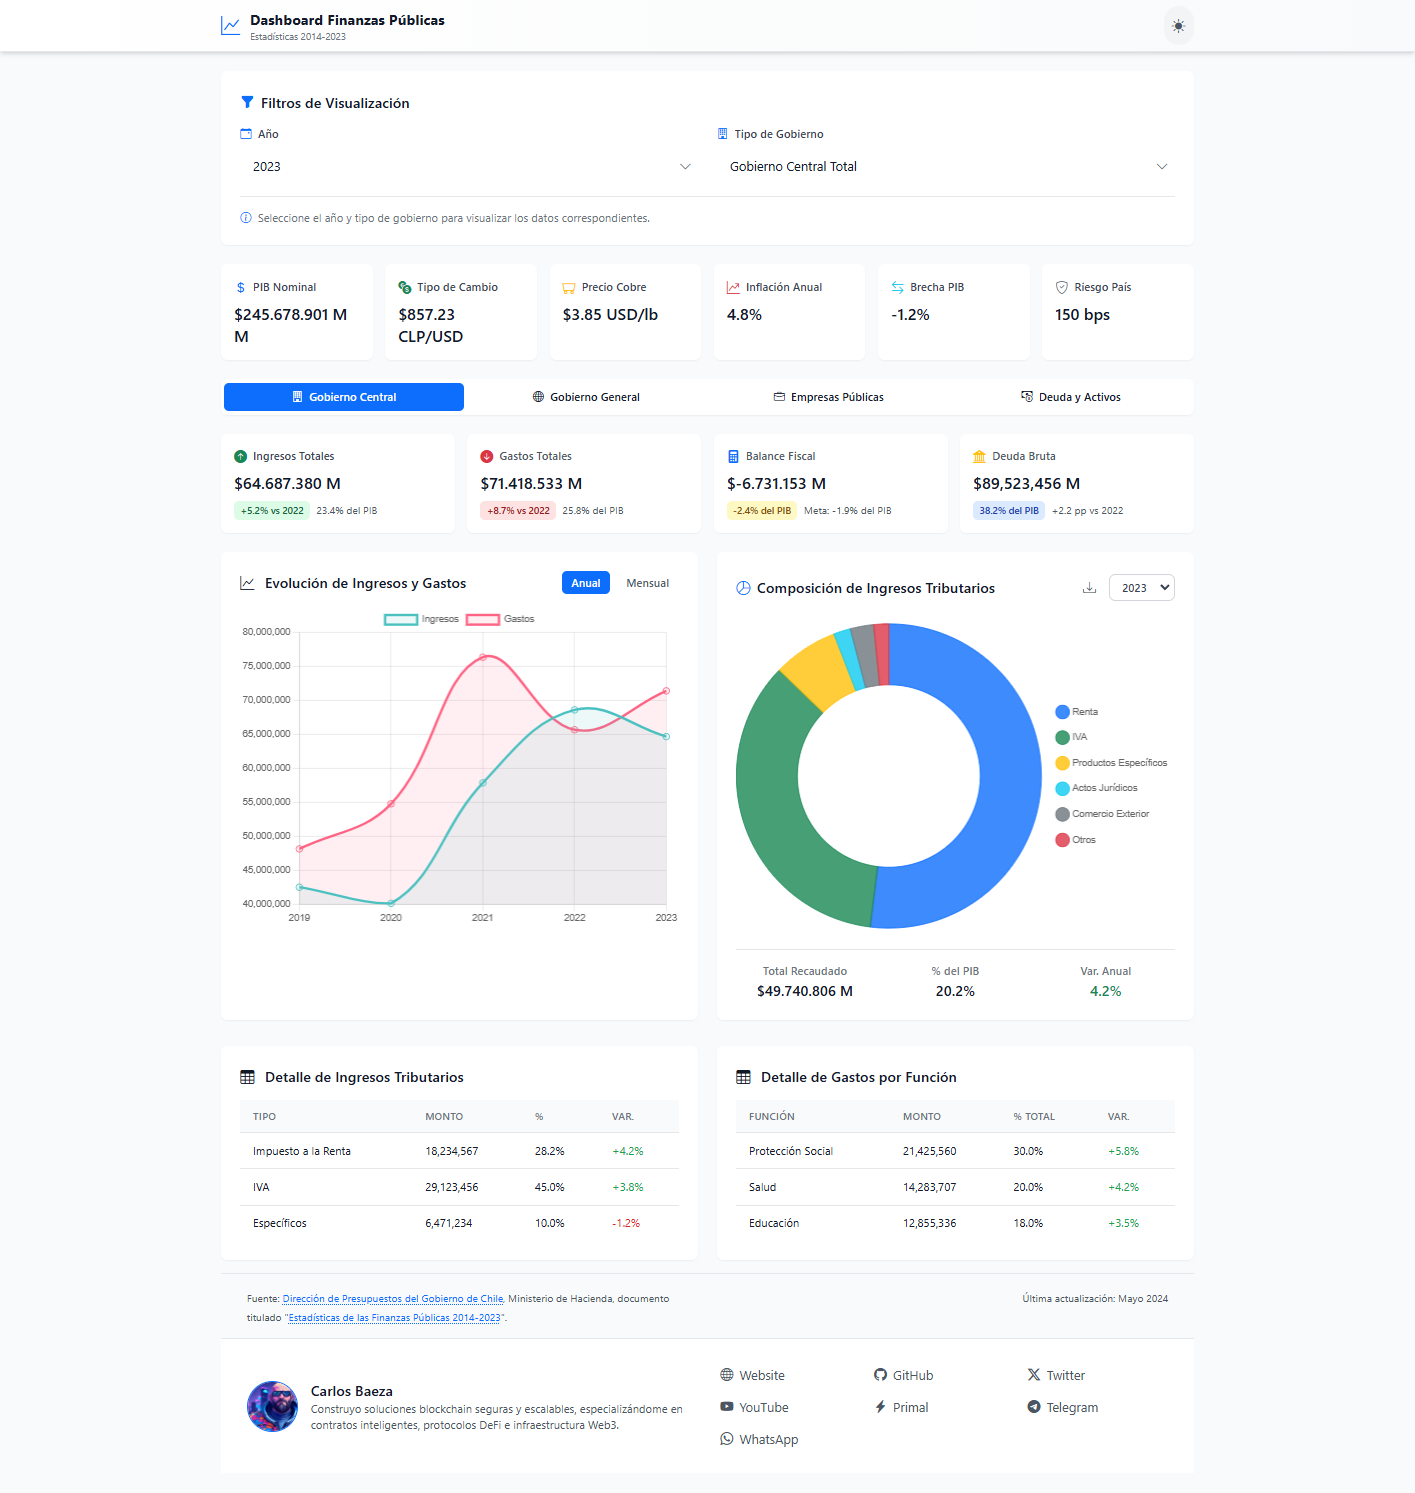 Dashboard Finanzas Públicas
Estadísticas 2014-2023
Filtros de Visualización
Año
Tipo de Gobierno
2023
Gobierno Central Total
Seleccione el año y tipo de gobierno para visualizar los datos correspondientes.
PIB Nominal
$245.678.901 M
M
Tipo de Cambio
$857.23
CLP/USD
Precio Cobre
$3.85 USD/lb
Inflación Anual
4.8%
Brecha PIB
-1.2%
Riesgo País
150 bps
Gobierno Central
Gobierno General
Empresas Públicas
Deuda y Activos
Ingresos Totales
$64.687.380 M
+5.2% vs 2022 23.4% del PIB
Gastos Totales
$71.418.533 M
+8.7% vs 2022 25.8% del PIB
Balance Fiscal
$-6.731.153 M
-2.4% del PIB Meta: -1.9% del PIB
Deuda Bruta
$89,523,456 M
38.2% del PIB +2.2 pp vs 2022
Evolución de Ingresos y Gastos
Anual
Mensual
Ingresos Gastos
80,000,000
75,000,000
70,000,000
65,000,000
60,000,000
55,000,000
50,000,000
45,000,000
40,000,000
2019 2020 2021 2022 2023
Composición de Ingresos Tributarios
2023
Renta
IVA
Productos Específicos
Actos Jurídicos
Comercio Exterior
Otros
Total Recaudado
$49.740.806 M
% del PIB
20.2%
Var. Anual
4.2%
Detalle de Ingresos Tributarios
TIPO MONTO % VAR.
Impuesto a la Renta 18,234,567 28.2% +4.2%
IVA 29,123,456 45.0% +3.8%
Específicos 6,471,234 10.0% -1.2%
Detalle de Gastos por Función
FUNCIÓN MONTO % TOTAL VAR.
Protección Social 21,425,560 30.0% +5.8%
Salud 14,283,707 20.0% +4.2%
Educación 12,855,336 18.0% +3.5%
Fuente: Dirección de Presupuestos del Gobierno de Chile, Ministerio de Hacienda, documento
titulado "Estadísticas de las Finanzas Públicas 2014-2023".
Última actualización: Mayo 2024
Carlos Baeza
Construyo soluciones blockchain seguras y escalables, especializándome en
contratos inteligentes, protocolos DeFi e infraestructura Web3.
Website
GitHub
Twitter
YouTube
Primal
Telegram
WhatsApp